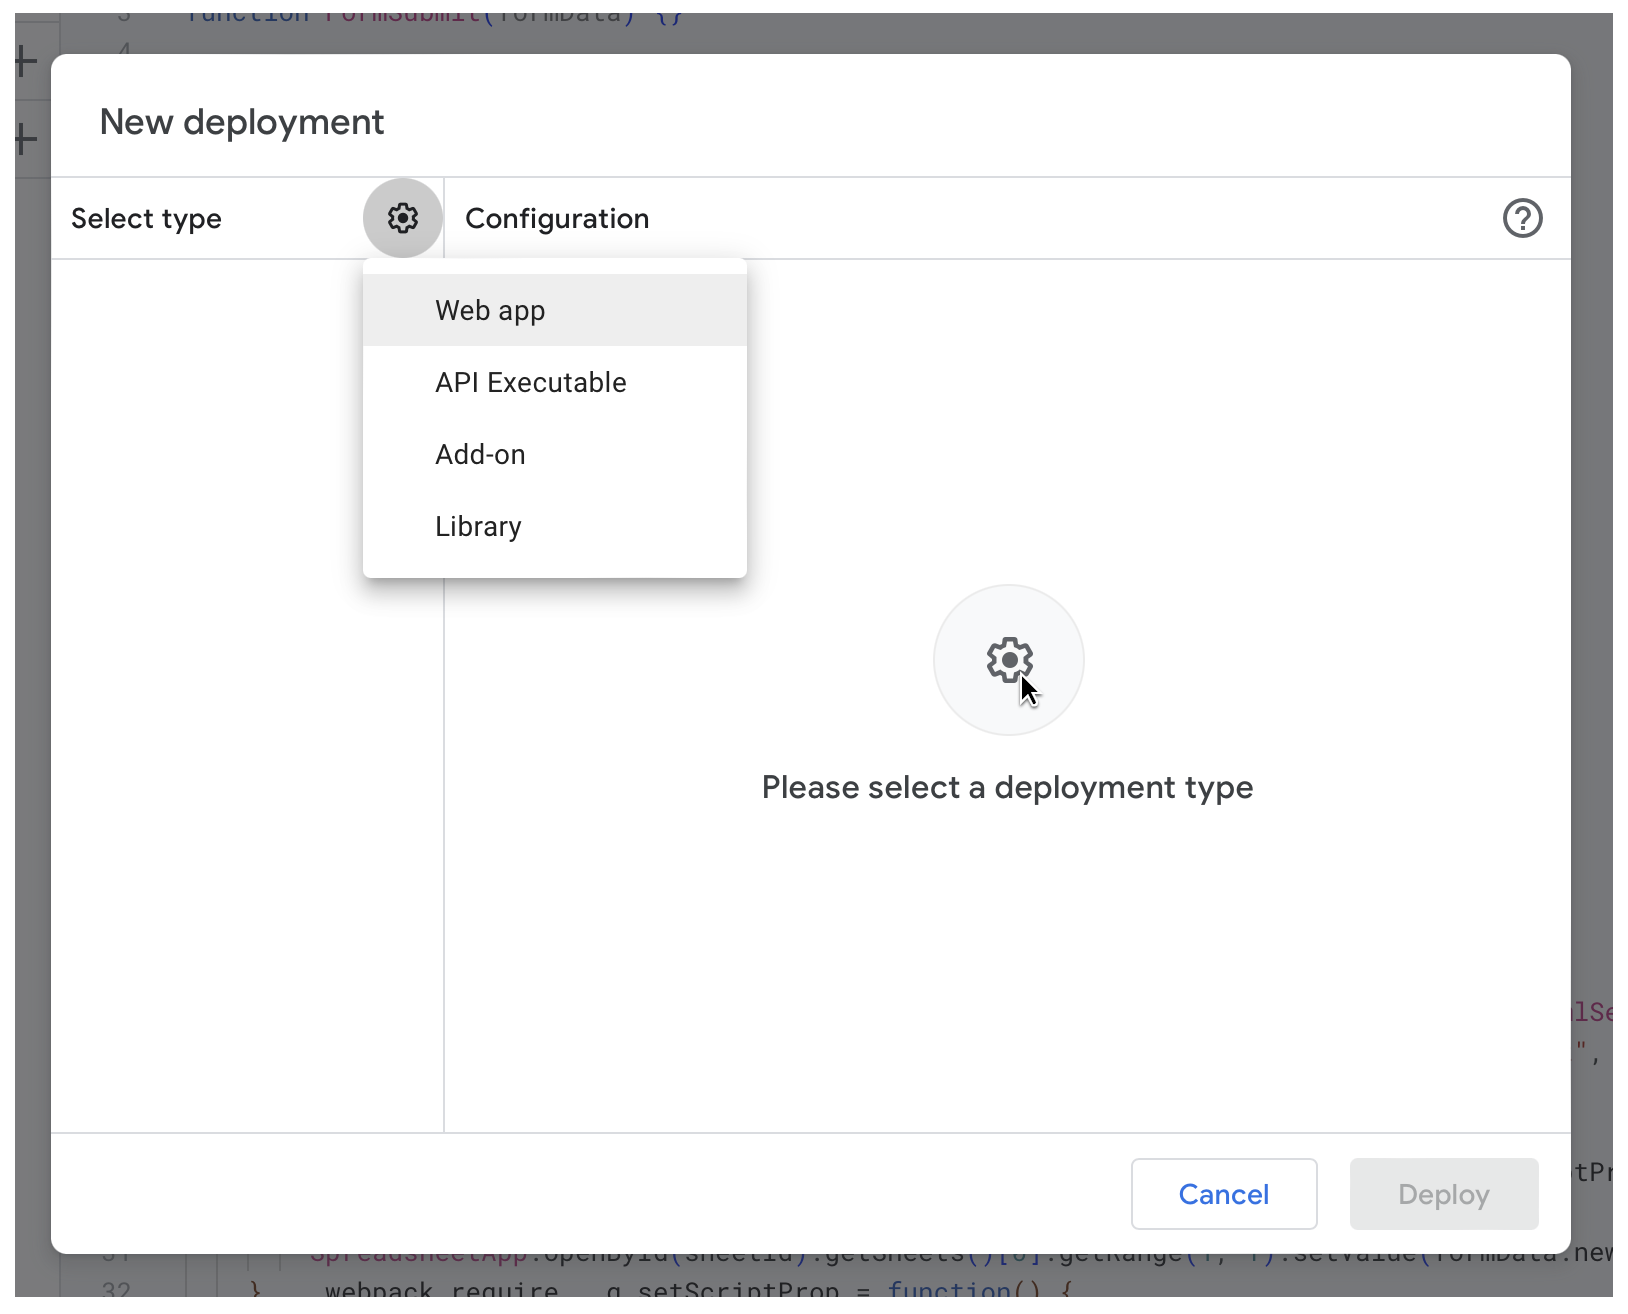 3 function FormSubmit(formData) {}
4
New deployment
Select type
Configuration
Web app
API Executable
Add-on
Library
Please select a deployment type
",
Cancel
Deploy
31 SpreadsheetApp.openById(sheetId).getSheets()[0].getRange(1, 1).setValue(formData.new
32 } __webpack_require__.g.setScriptProp = function() {